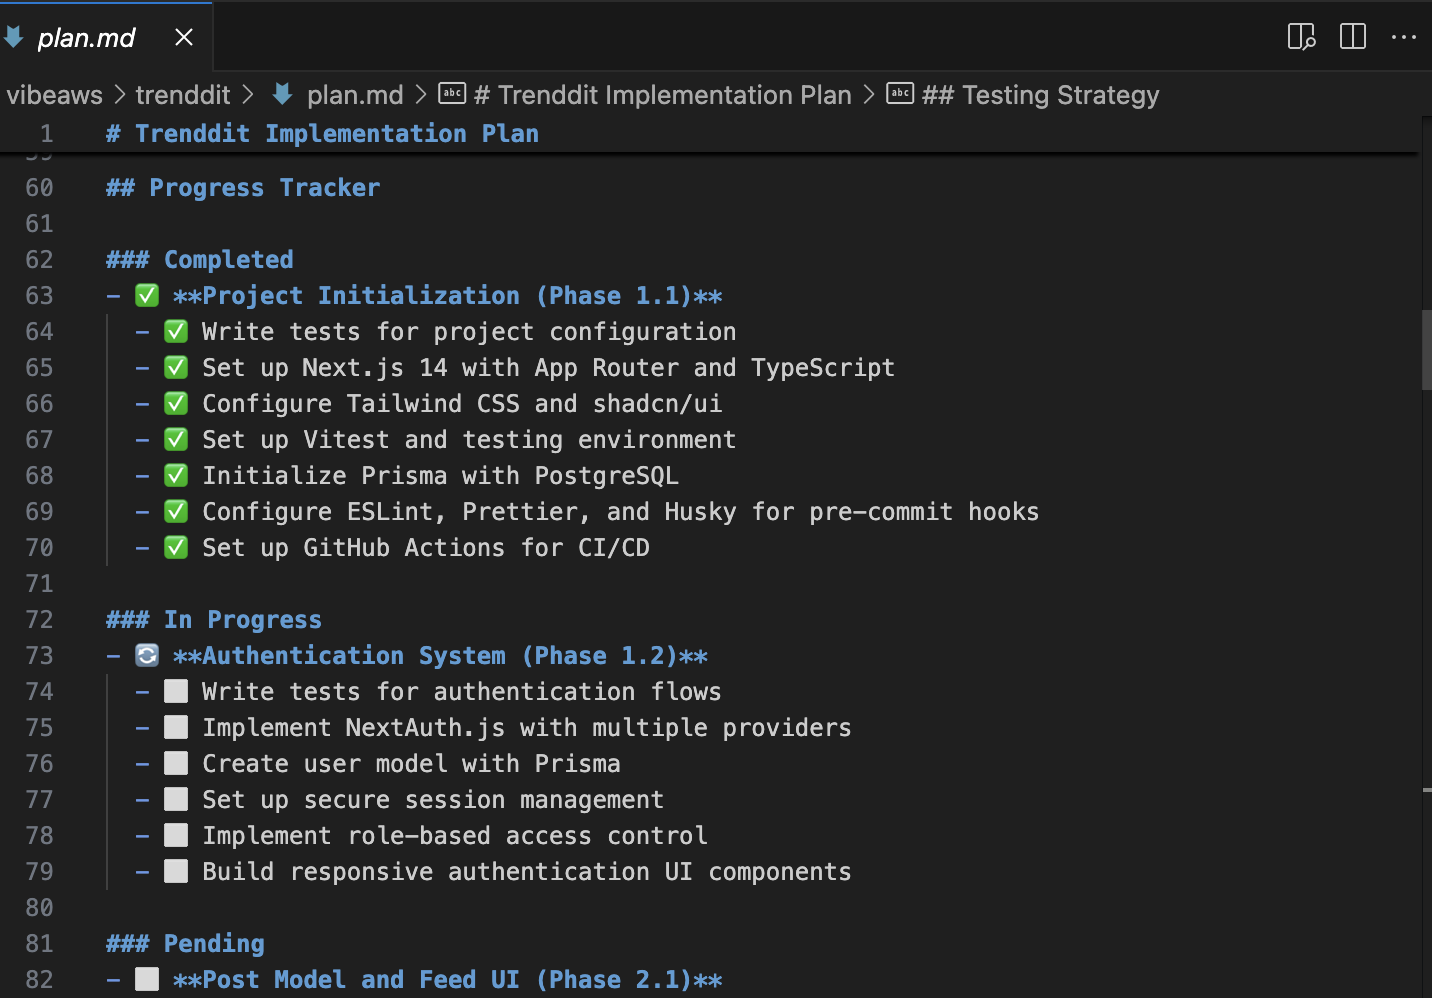 plan.md
vibeaws > trenddit > plan.md > abc # Trenddit Implementation Plan > abc ## Testing Strategy
1 # Trenddit Implementation Plan
60 ## Progress Tracker
61
62 ### Completed
63 - ✅ **Project Initialization (Phase 1.1)**
64 - ✅ Write tests for project configuration
65 - ✅ Set up Next.js 14 with App Router and TypeScript
66 - ✅ Configure Tailwind CSS and shadcn/ui
67 - ✅ Set up Vitest and testing environment
68 - ✅ Initialize Prisma with PostgreSQL
69 - ✅ Configure ESLint, Prettier, and Husky for pre-commit hooks
70 - ✅ Set up GitHub Actions for CI/CD
71
72 ### In Progress
73 - 🔄 **Authentication System (Phase 1.2)**
74 - ⬜ Write tests for authentication flows
75 - ⬜ Implement NextAuth.js with multiple providers
76 - ⬜ Create user model with Prisma
77 - ⬜ Set up secure session management
78 - ⬜ Implement role-based access control
79 - ⬜ Build responsive authentication UI components
80
81 ### Pending
82 - ⬜ **Post Model and Feed UI (Phase 2.1)**